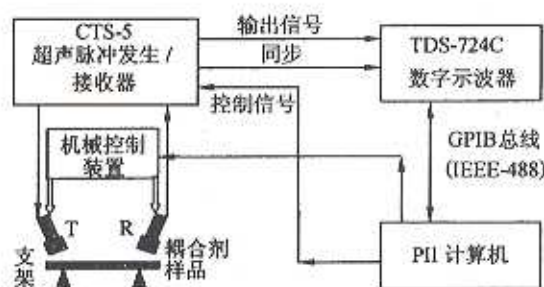 CTS-5
超声脉冲发生 /
接收器
输出信号
同步
控制信号
TDS-724C
数字示波器
机械控制
装置
GPIB总线
(IEEE-488)
T
R
耦合剂
样品
支架
PII 计算机